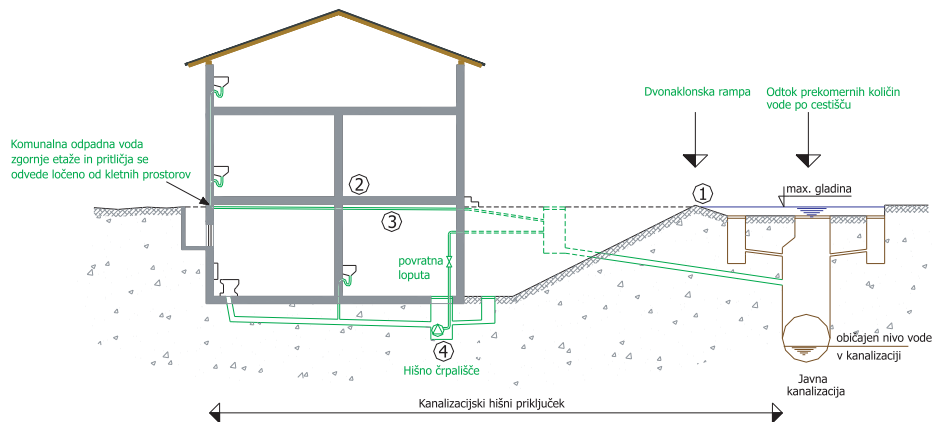 Dvonaklonska rampa
Odtok prekomernih količin
vode po cestišču
Komunalna odpadna voda
zgornje etaže in pritličja se
odvede ločeno od kletnih prostorov
2
1
max. gladina
3
povratna
loputa
4
Hišno črpališče
običajen nivo vode
v kanalizaciji
Javna
kanalizacija
Kanalizacijski hišni priključek